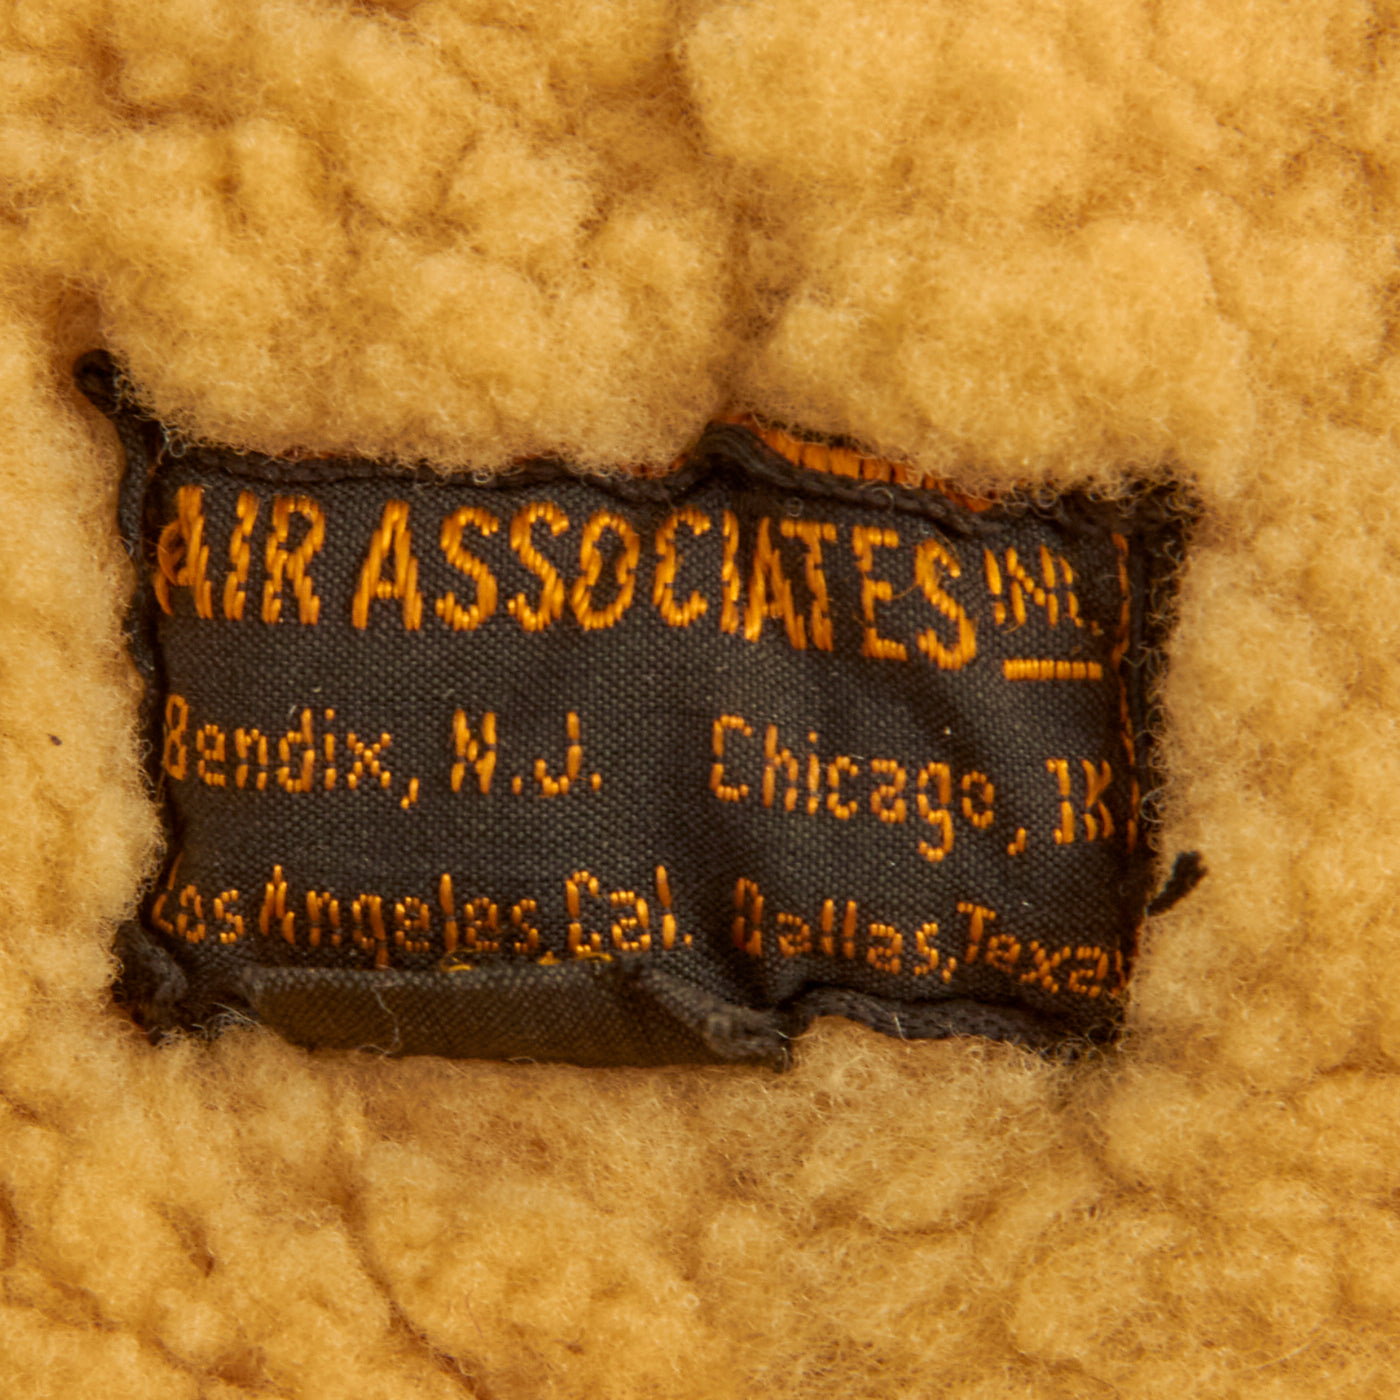 AIR ASSOCIATES INC.
Bendix, N.J. Chicago, Ill
Los Angeles, Cal. Dallas, Texas